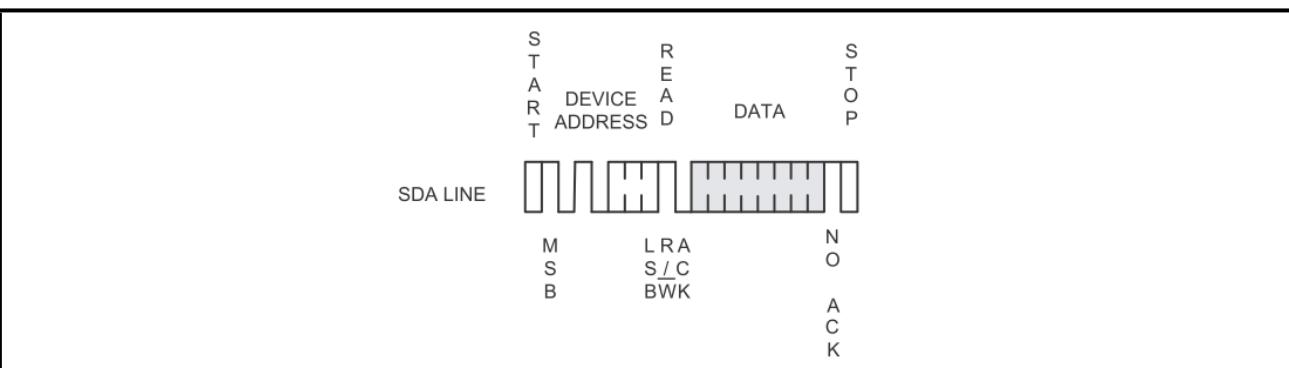 START
DEVICE
ADDRESS
READ
DATA
STOP
SDA LINE
MSB
LSB
R/W
ACK
NO ACK